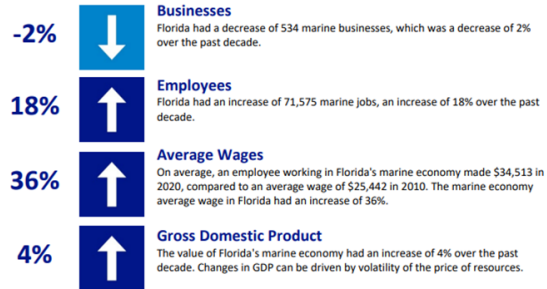 -2%
Businesses
Florida had a decrease of 534 marine businesses, which was a decrease of 2%
over the past decade.
18%
Employees
Florida had an increase of 71,575 marine jobs, an increase of 18% over the past
decade.
36%
Average Wages
On average, an employee working in Florida's marine economy made $34,513 in
2020, compared to an average wage of $25,442 in 2010. The marine economy
average wage in Florida had an increase of 36%.
4%
Gross Domestic Product
The value of Florida's marine economy had an increase of 4% over the past
decade. Changes in GDP can be driven by volatility of the price of resources.